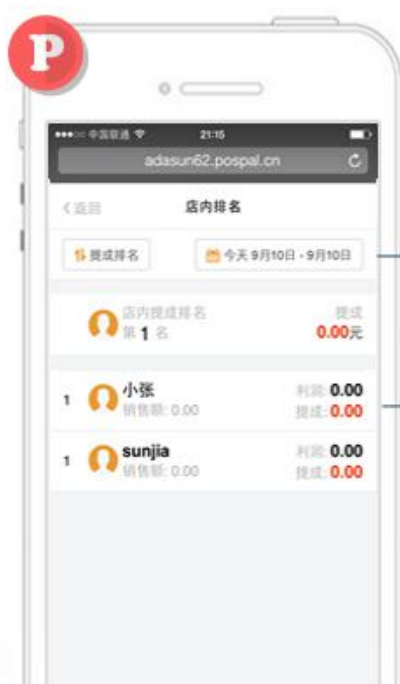 P
中国联通 21:15
adasun62.pospal.cn
返回 店内排名
提成排名 今天 9月10日 - 9月10日
店内提成排名 提成
第 1 名 0.00元
1 小张 利润: 0.00
销售额: 0.00 提成: 0.00
1 sunjia 利润: 0.00
销售额: 0.00 提成: 0.00